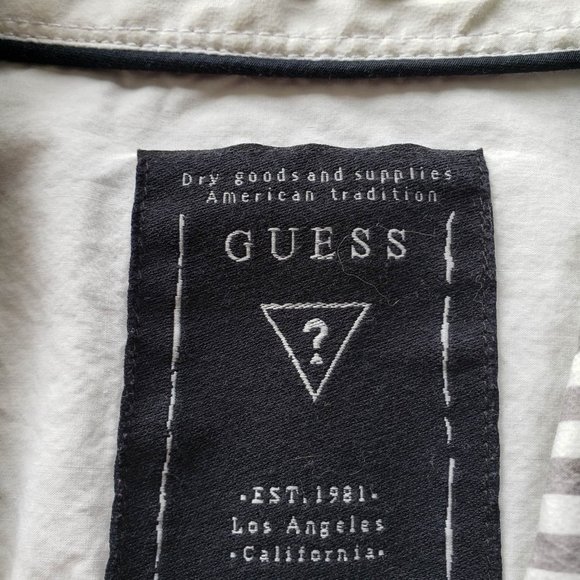 Dry goods and supplies
American tradition
GUESS
?
.EST.1981.
Los Angeles
.California.